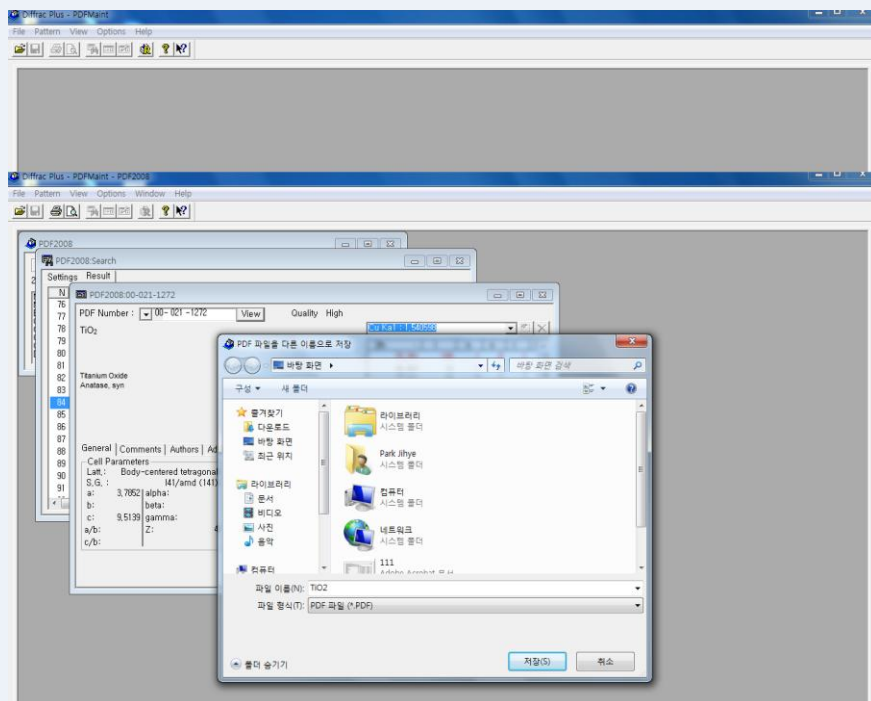 Diffrac Plus - PDFMaint
File Pattern View Options Help
Diffrac Plus - PDFMaint - PDF2008
File Pattern View Options Window Help
PDF2008
PDF2008:Search
Settings Result
N
76
77
78
79
80
81
82
83
84
85
86
87
88
89
90
91
PDF2008:00-021-1272
PDF Number : 00- 021 -1272 View Quality High
TiO2
Cu Ka1 : 1,540598
Titanium Oxide
Anatase, syn
General Comments Authors Ad
Cell Parameters
Latt, : Body-centered tetragonal
S,G, : I41/amd (141)
a: 3,7852 alpha:
b: beta:
c: 9,5139 gamma:
a/b: Z: 4
c/b:
PDF 파일을 다른 이름으로 저장
바탕 화면
바탕 화면 검색
구성 새 폴더
즐겨찾기
다운로드
바탕 화면
최근 위치
라이브러리
문서
비디오
사진
음악
컴퓨터
라이브러리
시스템 폴더
Park Jihye
시스템 폴더
컴퓨터
시스템 폴더
네트워크
시스템 폴더
111
Adobe Acrobat 문서
파일 이름(N): TiO2
파일 형식(T): PDF 파일 (*.PDF)
폴더 숨기기
저장(S) 취소